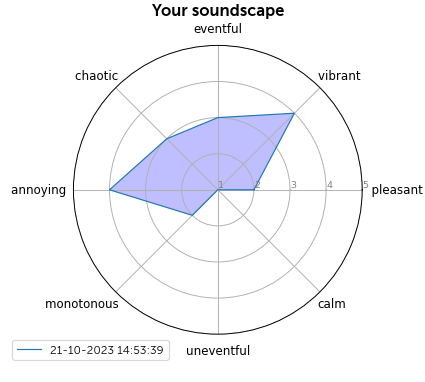 Your soundscape
eventful
chaotic
vibrant
annoying
1
2
3
4
5
pleasant
monotonous
calm
uneventful
21-10-2023 14:53:39